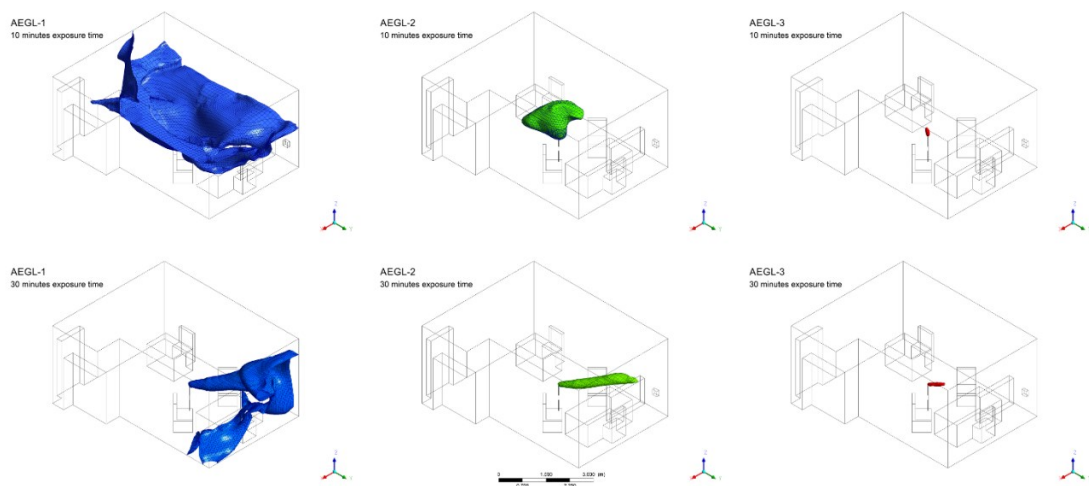 AEGL-1
10 minutes exposure time
AEGL-2
10 minutes exposure time
AEGL-3
10 minutes exposure time
Z
X
Y
Z
X
Y
Z
X
Y
AEGL-1
30 minutes exposure time
AEGL-2
30 minutes exposure time
AEGL-3
30 minutes exposure time
Z
X
Y
Z
X
Y
Z
X
Y
0
(m)